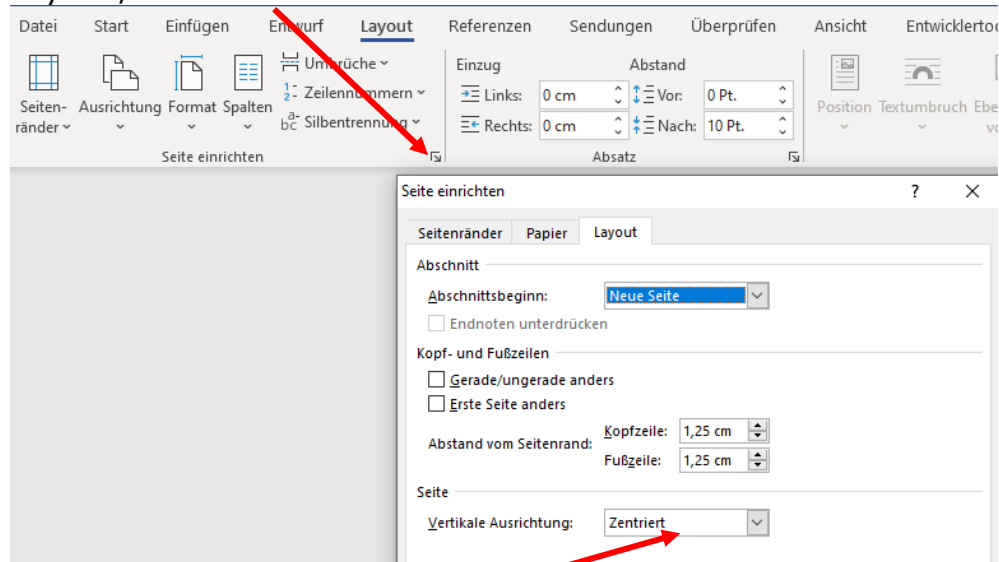 Datei Start Einfügen Entwurf Layout Referenzen Sendungen Überprüfen Ansicht
Umbrüche Einzug Abstand
Zeilennummern Links: 0 cm Vor: 0 Pt.
Seiten- Ausrichtung Format Spalten Position Textumbruch
ränder bc Silbentrennung Rechts: 0 cm Nach: 10 Pt.
Seite einrichten Absatz
Seite einrichten ? 
Seitenränder Papier Layout
Abschnitt
Abschnittsbeginn: Neue Seite
Endnoten unterdrücken
Kopf- und Fußzeilen
Gerade/ungerade anders
Erste Seite anders
Kopfzeile: 1,25 cm
Abstand vom Seitenrand:
Fußzeile: 1,25 cm
Seite
Vertikale Ausrichtung: Zentriert